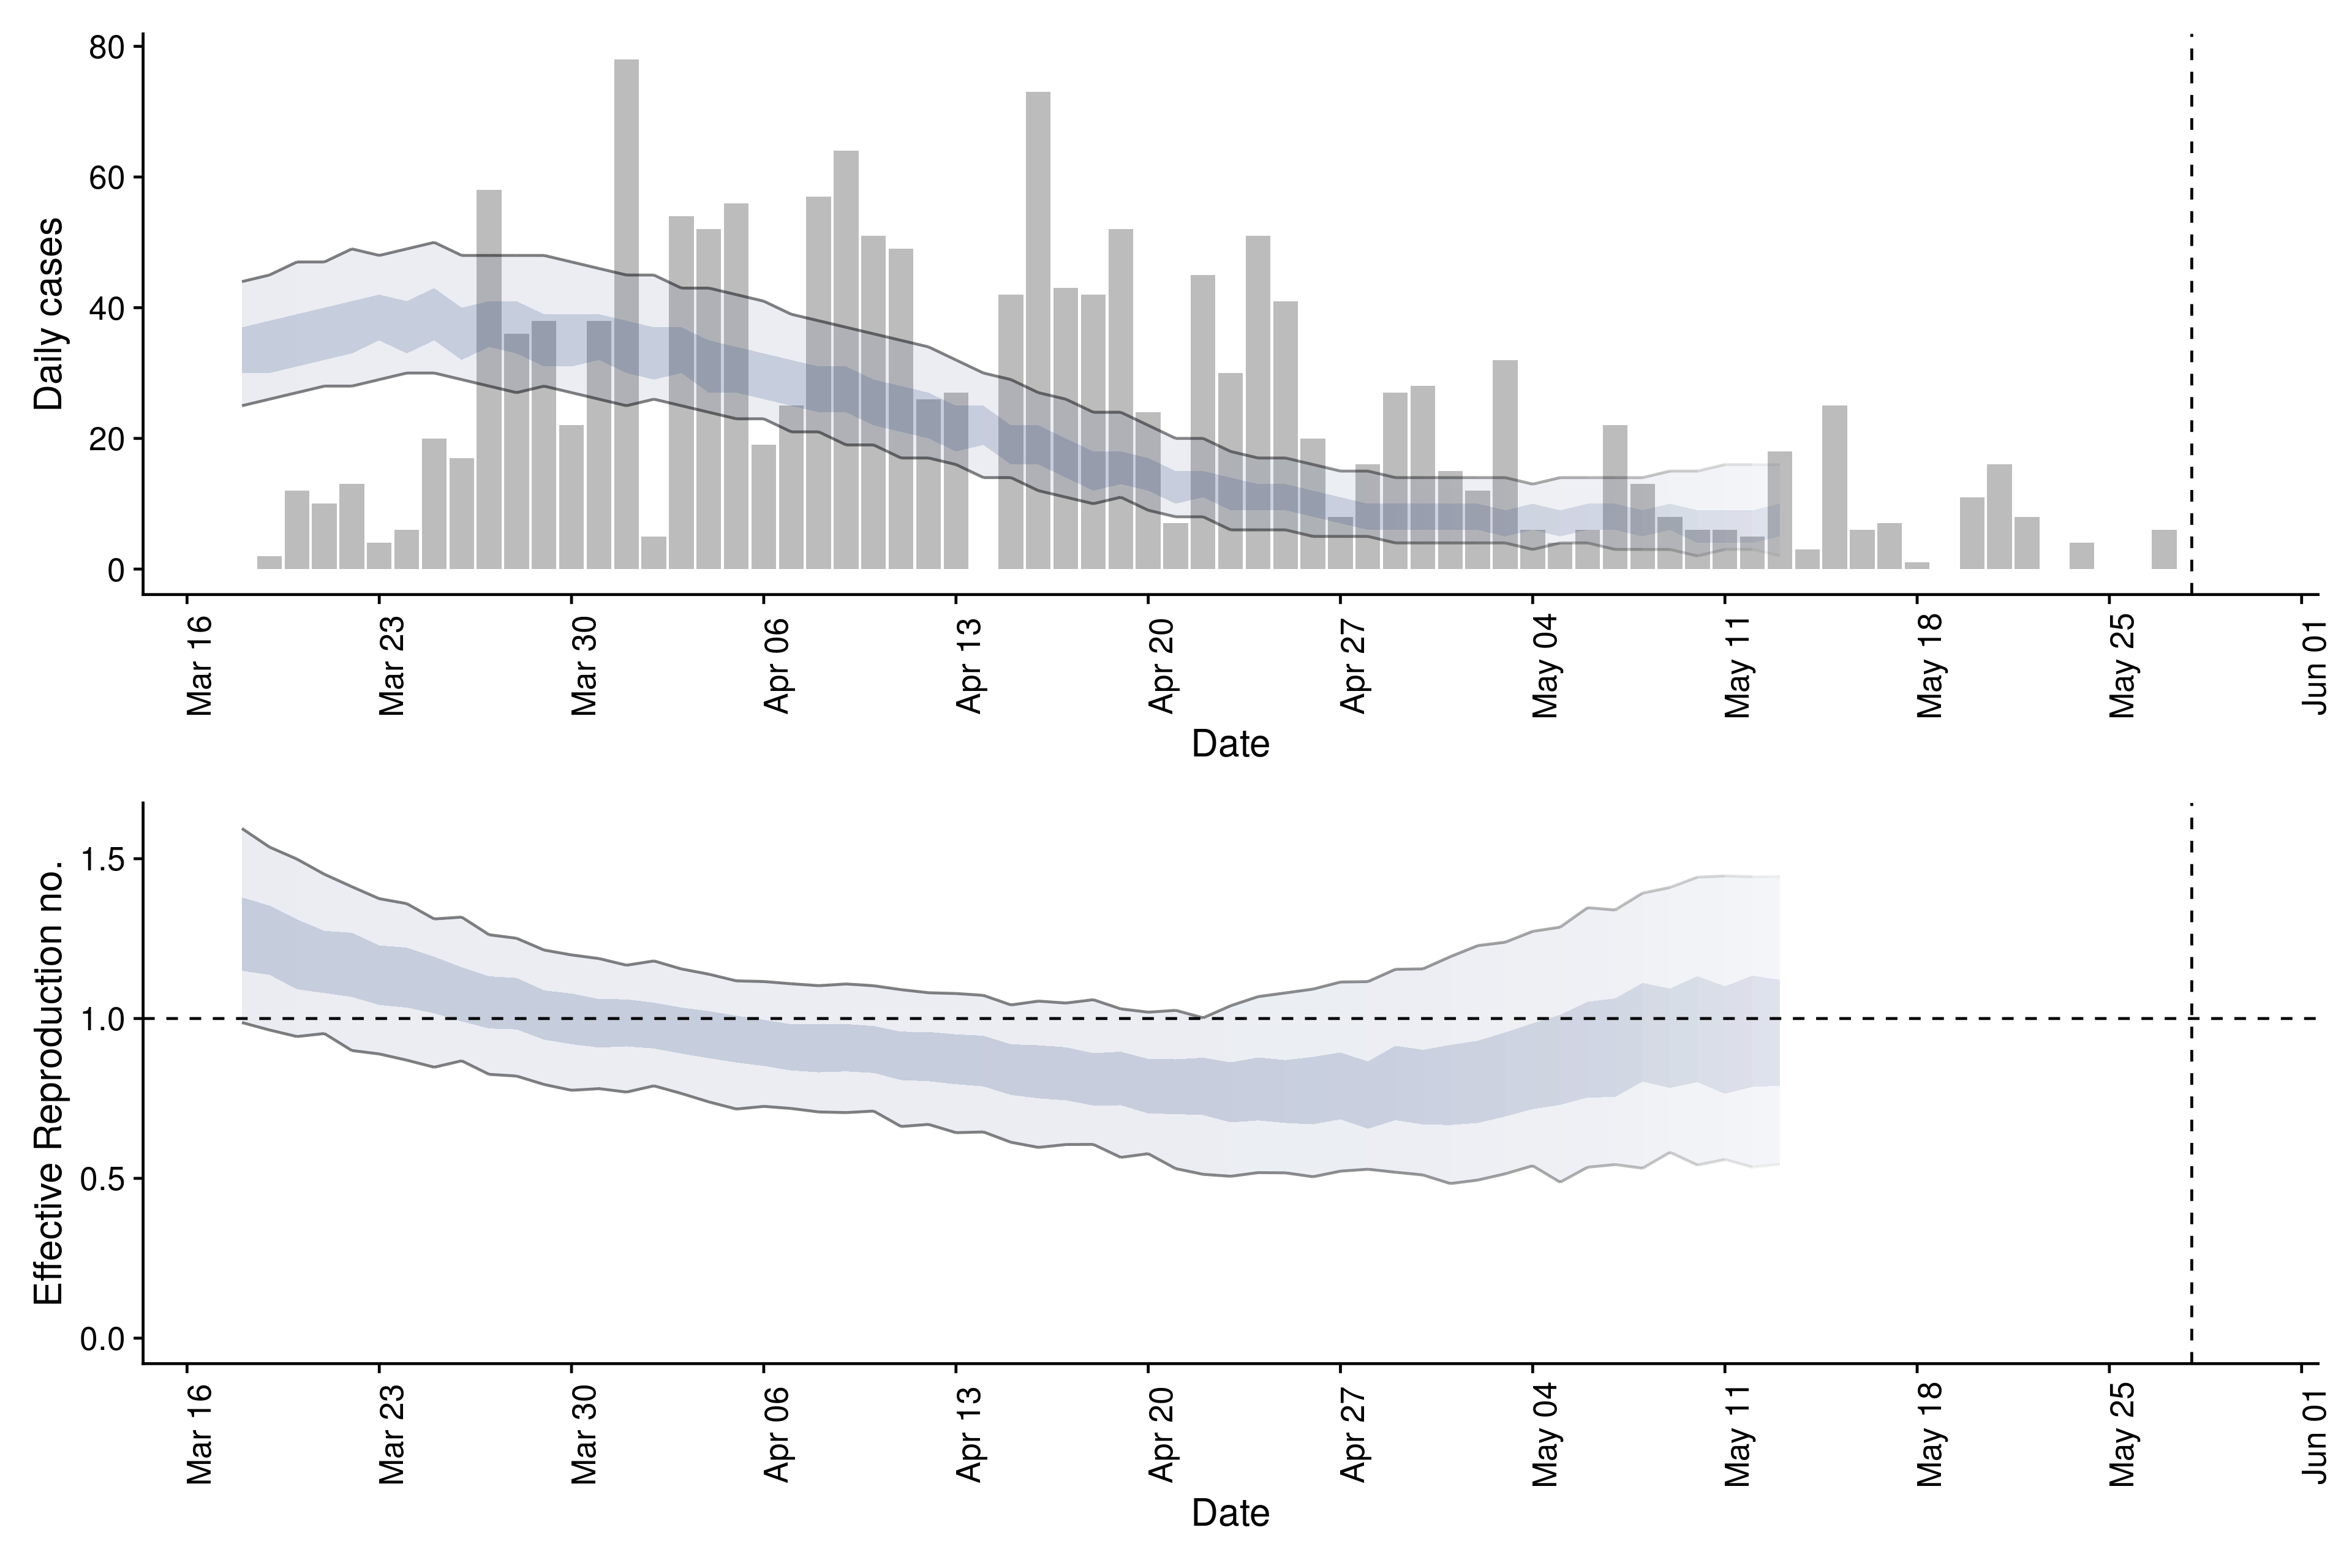 Daily cases
80
60
40
20
0
Mar 16
Mar 23
Mar 30
Apr 06
Apr 13
Apr 20
Apr 27
May 04
May 11
May 18
May 25
Jun 01
Date
Effective Reproduction no.
1.5
1.0
0.5
0.0
Mar 16
Mar 23
Mar 30
Apr 06
Apr 13
Apr 20
Apr 27
May 04
May 11
May 18
May 25
Jun 01
Date